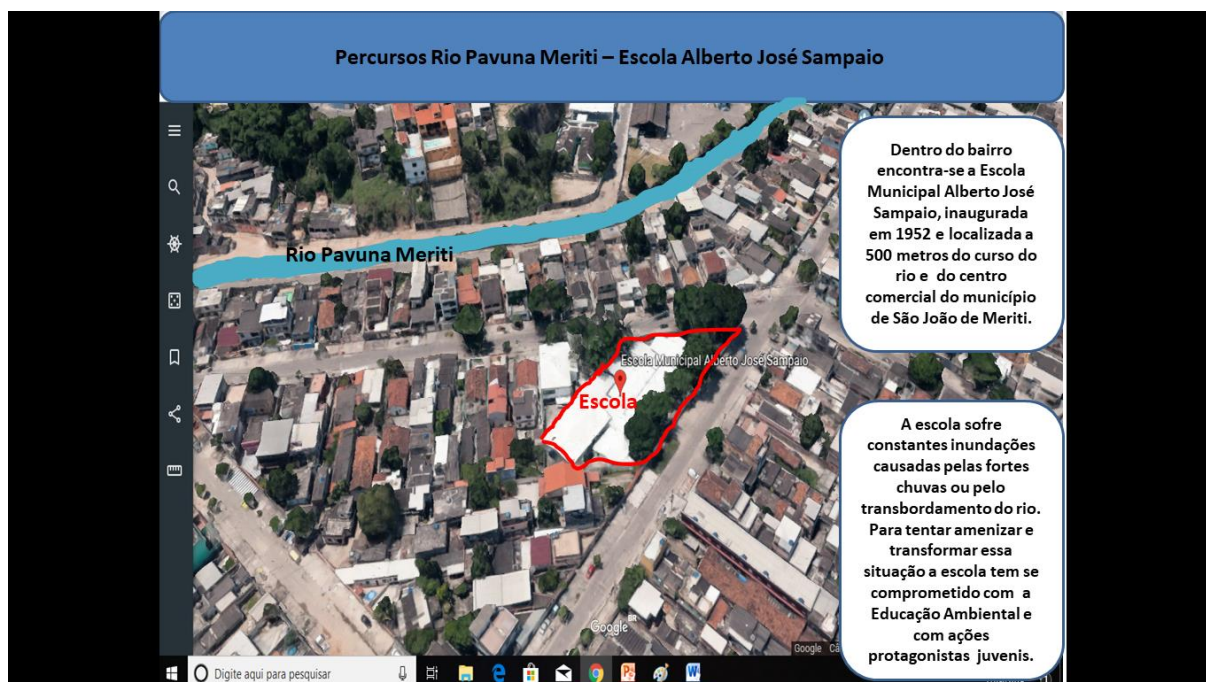 Percursos Rio Pavuna Meriti – Escola Alberto José Sampaio
Rio Pavuna Meriti
Escola Municipal Alberto José Sampaio
Escola
Dentro do bairro
encontra-se a Escola
Municipal Alberto José
Sampaio, inaugurada
em 1952 e localizada a
500 metros do curso do
rio e do centro
comercial do município
de São João de Meriti.
A escola sofre
constantes inundações
causadas pelas fortes
chuvas ou pelo
transbordamento do rio.
Para tentar amenizar e
transformar essa
situação a escola tem se
comprometido com a
Educação Ambiental e
com ações
protagonistas juvenis.
Google
BR
Google
Digite aqui para pesquisar